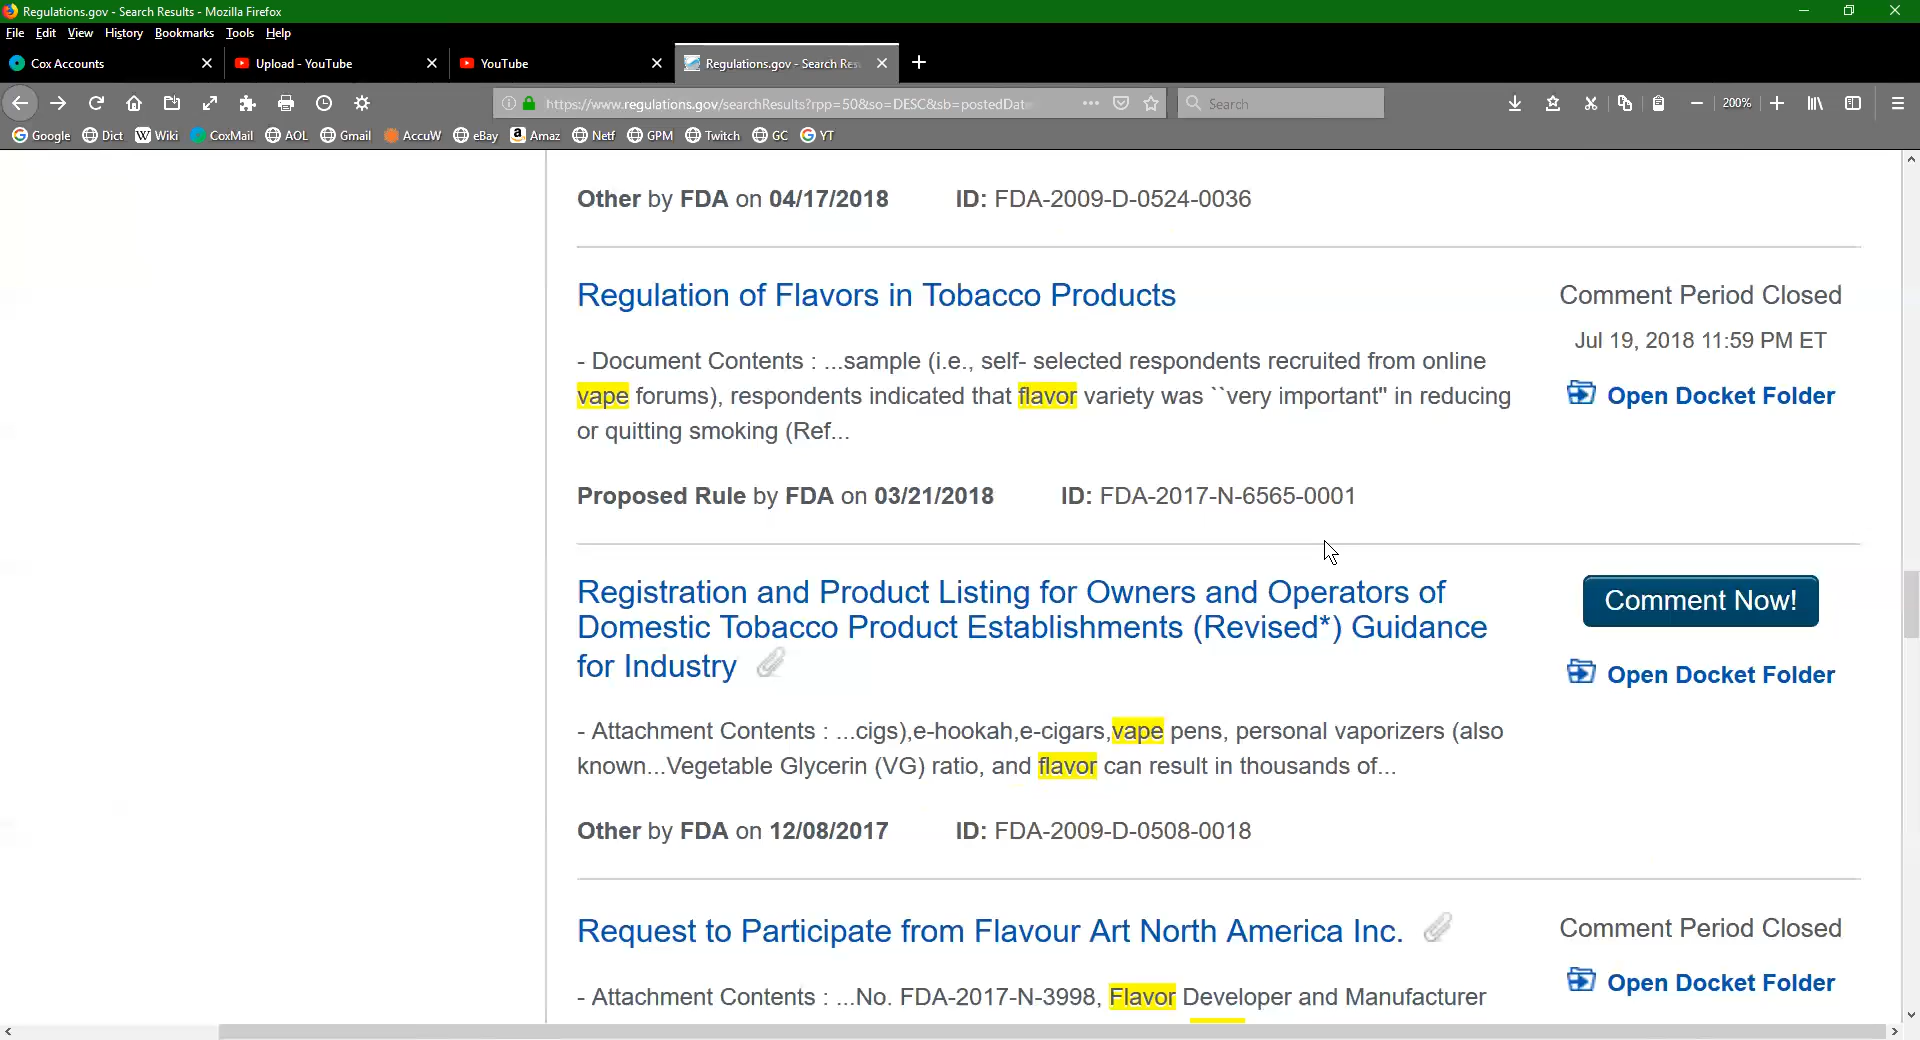 Regulations.gov - Search Results - Mozilla Firefox
File Edit View History Bookmarks Tools Help
Cox Accounts Upload - YouTube YouTube Regulations.gov - Search Res
https://www.regulations.gov/searchResults?rpp=50&so=DESC&sb=postedDate Search 200%
Google Dict Wiki CoxMail AOL Gmail AccuW eBay Amaz Netf GPM Twitch GC YT
Other by FDA on 04/17/2018 ID: FDA-2009-D-0524-0036
Regulation of Flavors in Tobacco Products
Comment Period Closed
Jul 19, 2018 11:59 PM ET
Open Docket Folder
- Document Contents : ...sample (i.e., self- selected respondents recruited from online
vape forums), respondents indicated that flavor variety was ``very important'' in reducing
or quitting smoking (Ref...
Proposed Rule by FDA on 03/21/2018 ID: FDA-2017-N-6565-0001
Registration and Product Listing for Owners and Operators of
Domestic Tobacco Product Establishments (Revised*) Guidance
for Industry
Comment Now!
Open Docket Folder
- Attachment Contents : ...cigs),e-hookah,e-cigars,vape pens, personal vaporizers (also
known...Vegetable Glycerin (VG) ratio, and flavor can result in thousands of...
Other by FDA on 12/08/2017 ID: FDA-2009-D-0508-0018
Request to Participate from Flavour Art North America Inc.
Comment Period Closed
Open Docket Folder
- Attachment Contents : ...No. FDA-2017-N-3998, Flavor Developer and Manufacturer